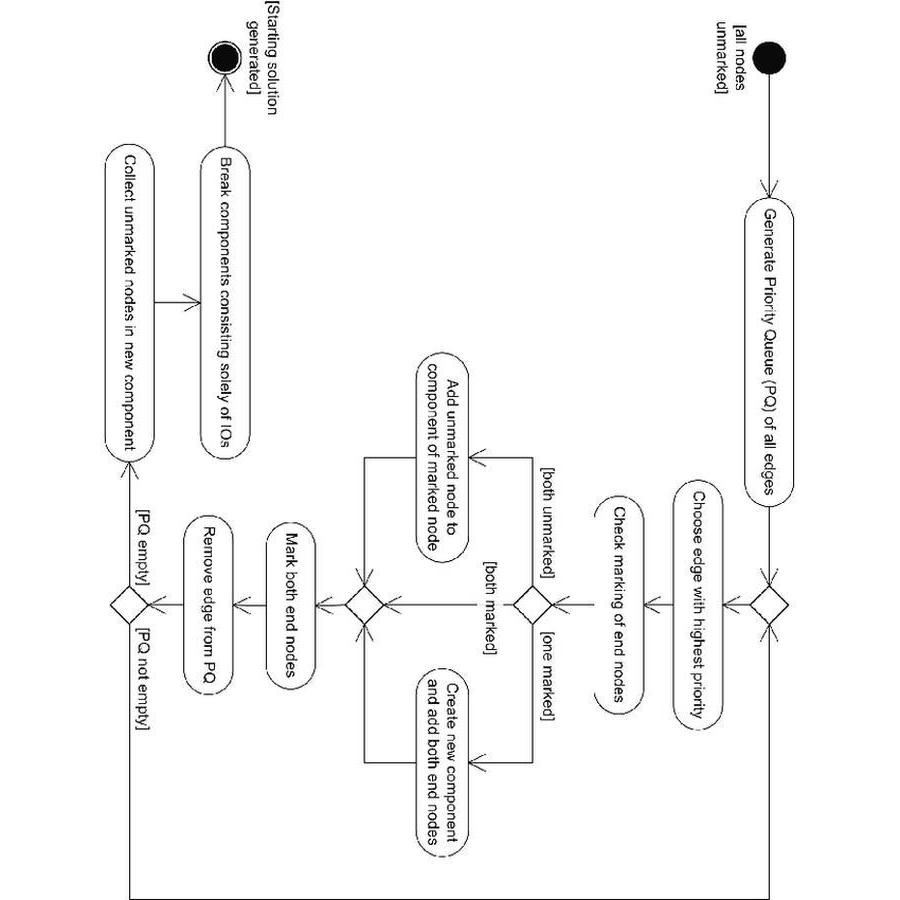 [all nodes
unmarked]
Generate Priority Queue (PQ) of all edges
Choose edge with highest priority
Check marking of end nodes
[both unmarked]
[one marked]
[both marked]
Add unmarked node to
component of marked node
Create new component
and add both end nodes
Mark both end nodes
Remove edge from PQ
[PQ empty]
[PQ not empty]
Collect unmarked nodes in new component
Break components consisting solely of IOs
[Starting solution
generated]